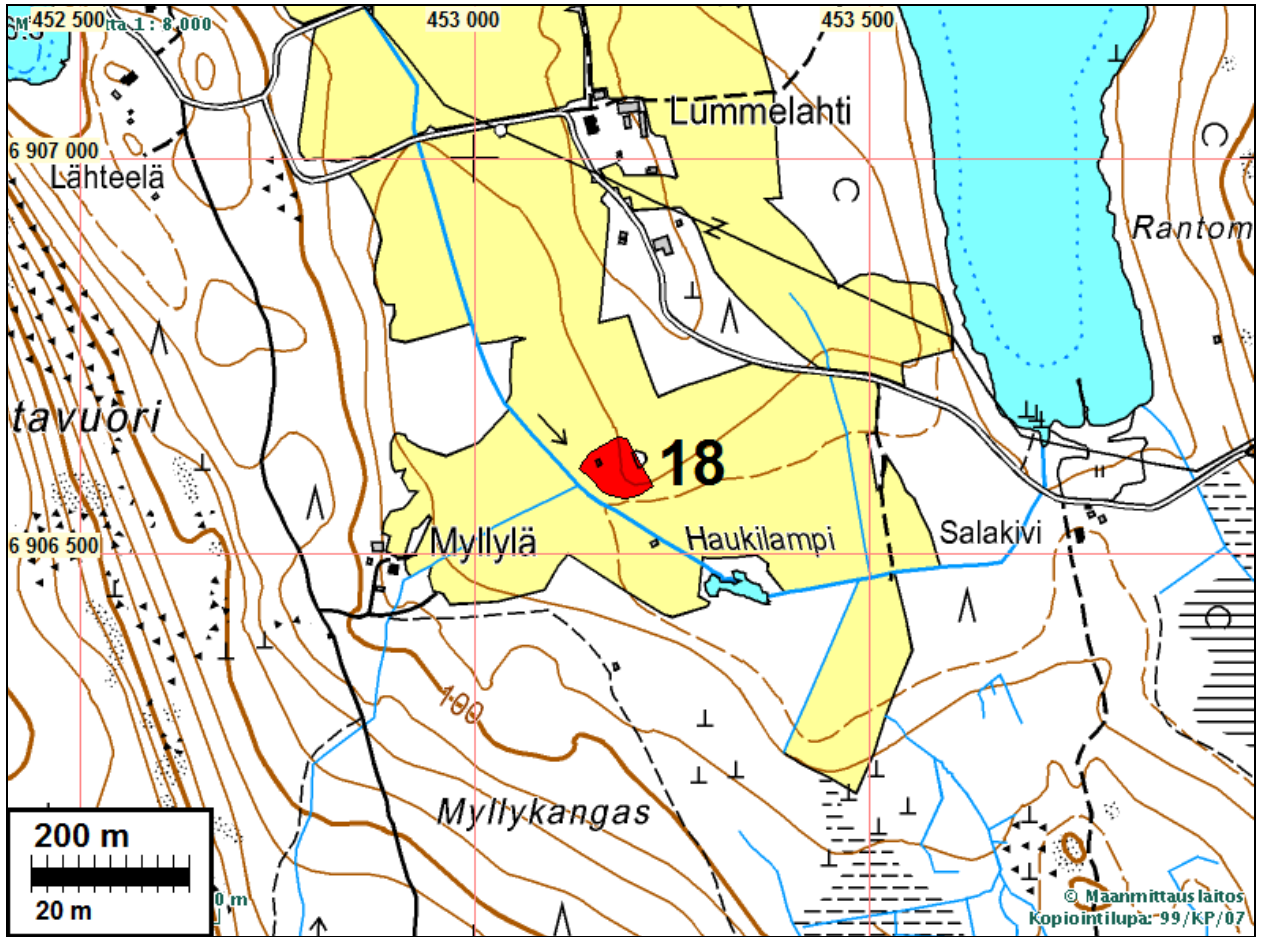 452 500
453 000
453 500
1 : 8 000
Lummelahti
6 907 000
Lähteelä
Rantom
tavuori
18
6 906 500
Myllylä
Haukilampi
Salakivi
100
Myllykangas
200 m
20 m
0 m
© Maanmittauslaitos
Kopiointilupa: 99/KP/07